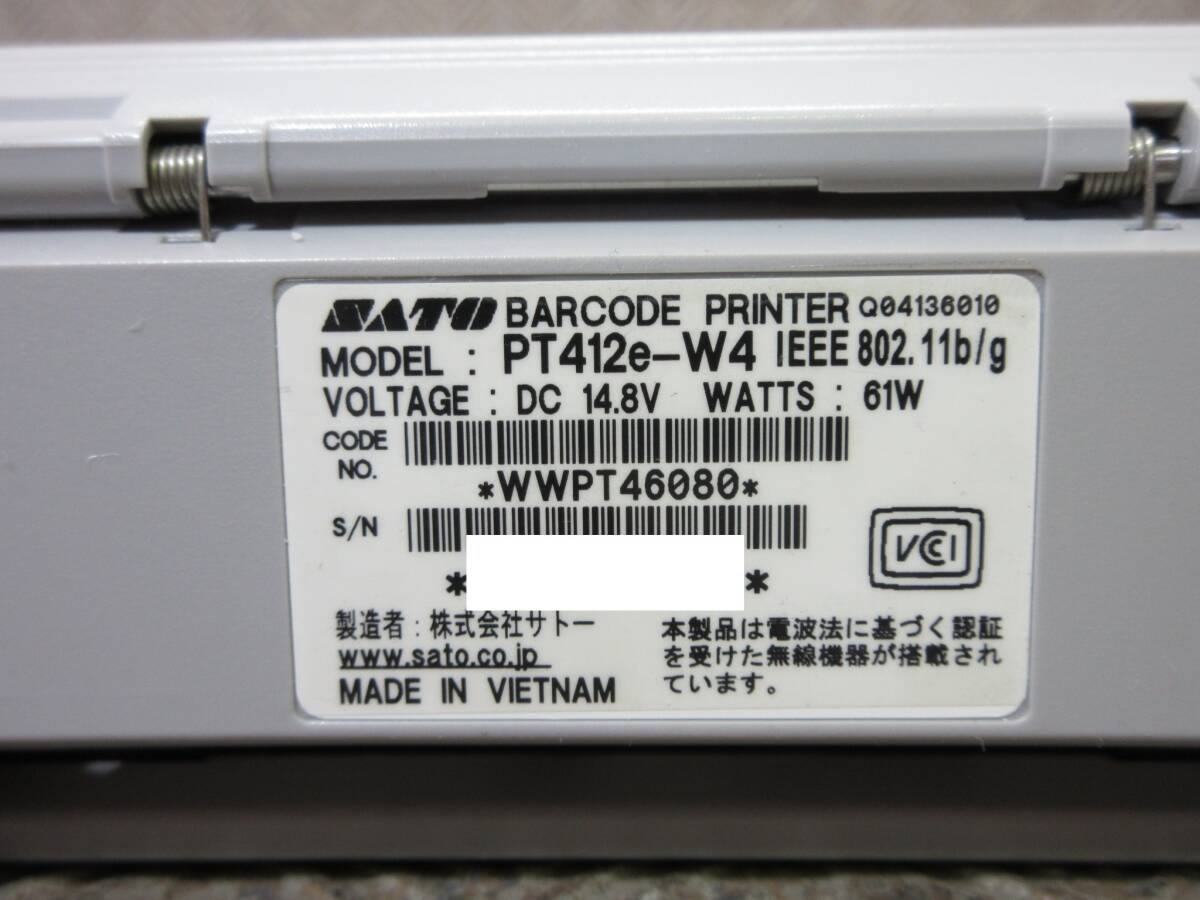 SATO BARCODE PRINTER Q04136010
MODEL : PT412e-W4 IEEE 802.11b/g
VOLTAGE : DC 14.8V WATTS : 61W
CODE NO.
*WWPT46080*
S/N
* *
VCCI
製造者：株式会社サトー
www.sato.co.jp
MADE IN VIETNAM
本製品は電波法に基づく認証
を受けた無線機器が搭載され
ています。